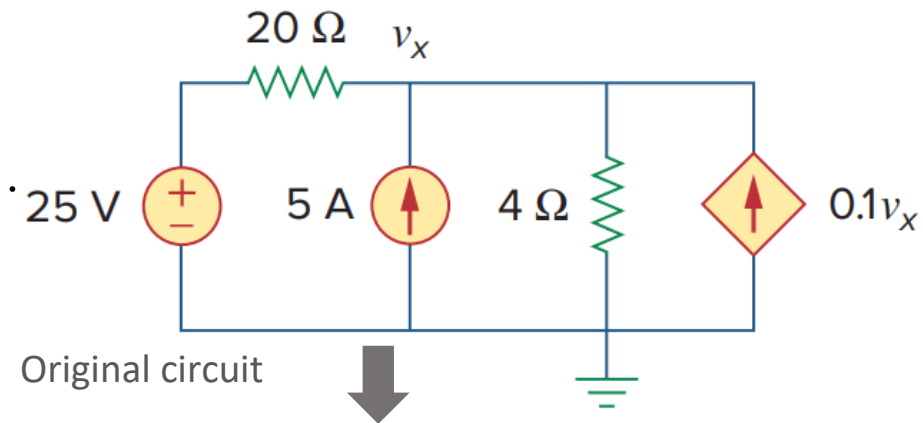 20 Ω vₓ
25 V + − 5 A 4 Ω 0.1vₓ
Original circuit